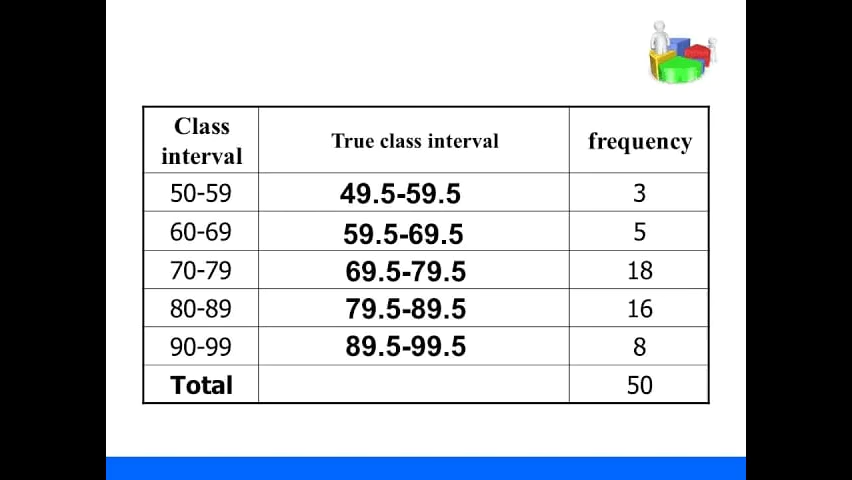 Class interval True class interval frequency
50-59 49.5-59.5 3
60-69 59.5-69.5 5
70-79 69.5-79.5 18
80-89 79.5-89.5 16
90-99 89.5-99.5 8
Total 50